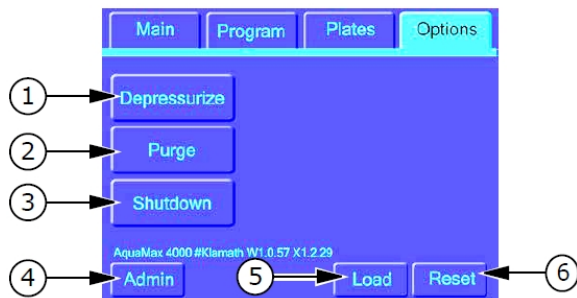 Main Program Plates Options
1 Depressurize
2 Purge
3 Shutdown
AquaMax 4000 #Klamath W1.0.57 X1.2.29
4 Admin 5 Load Reset 6